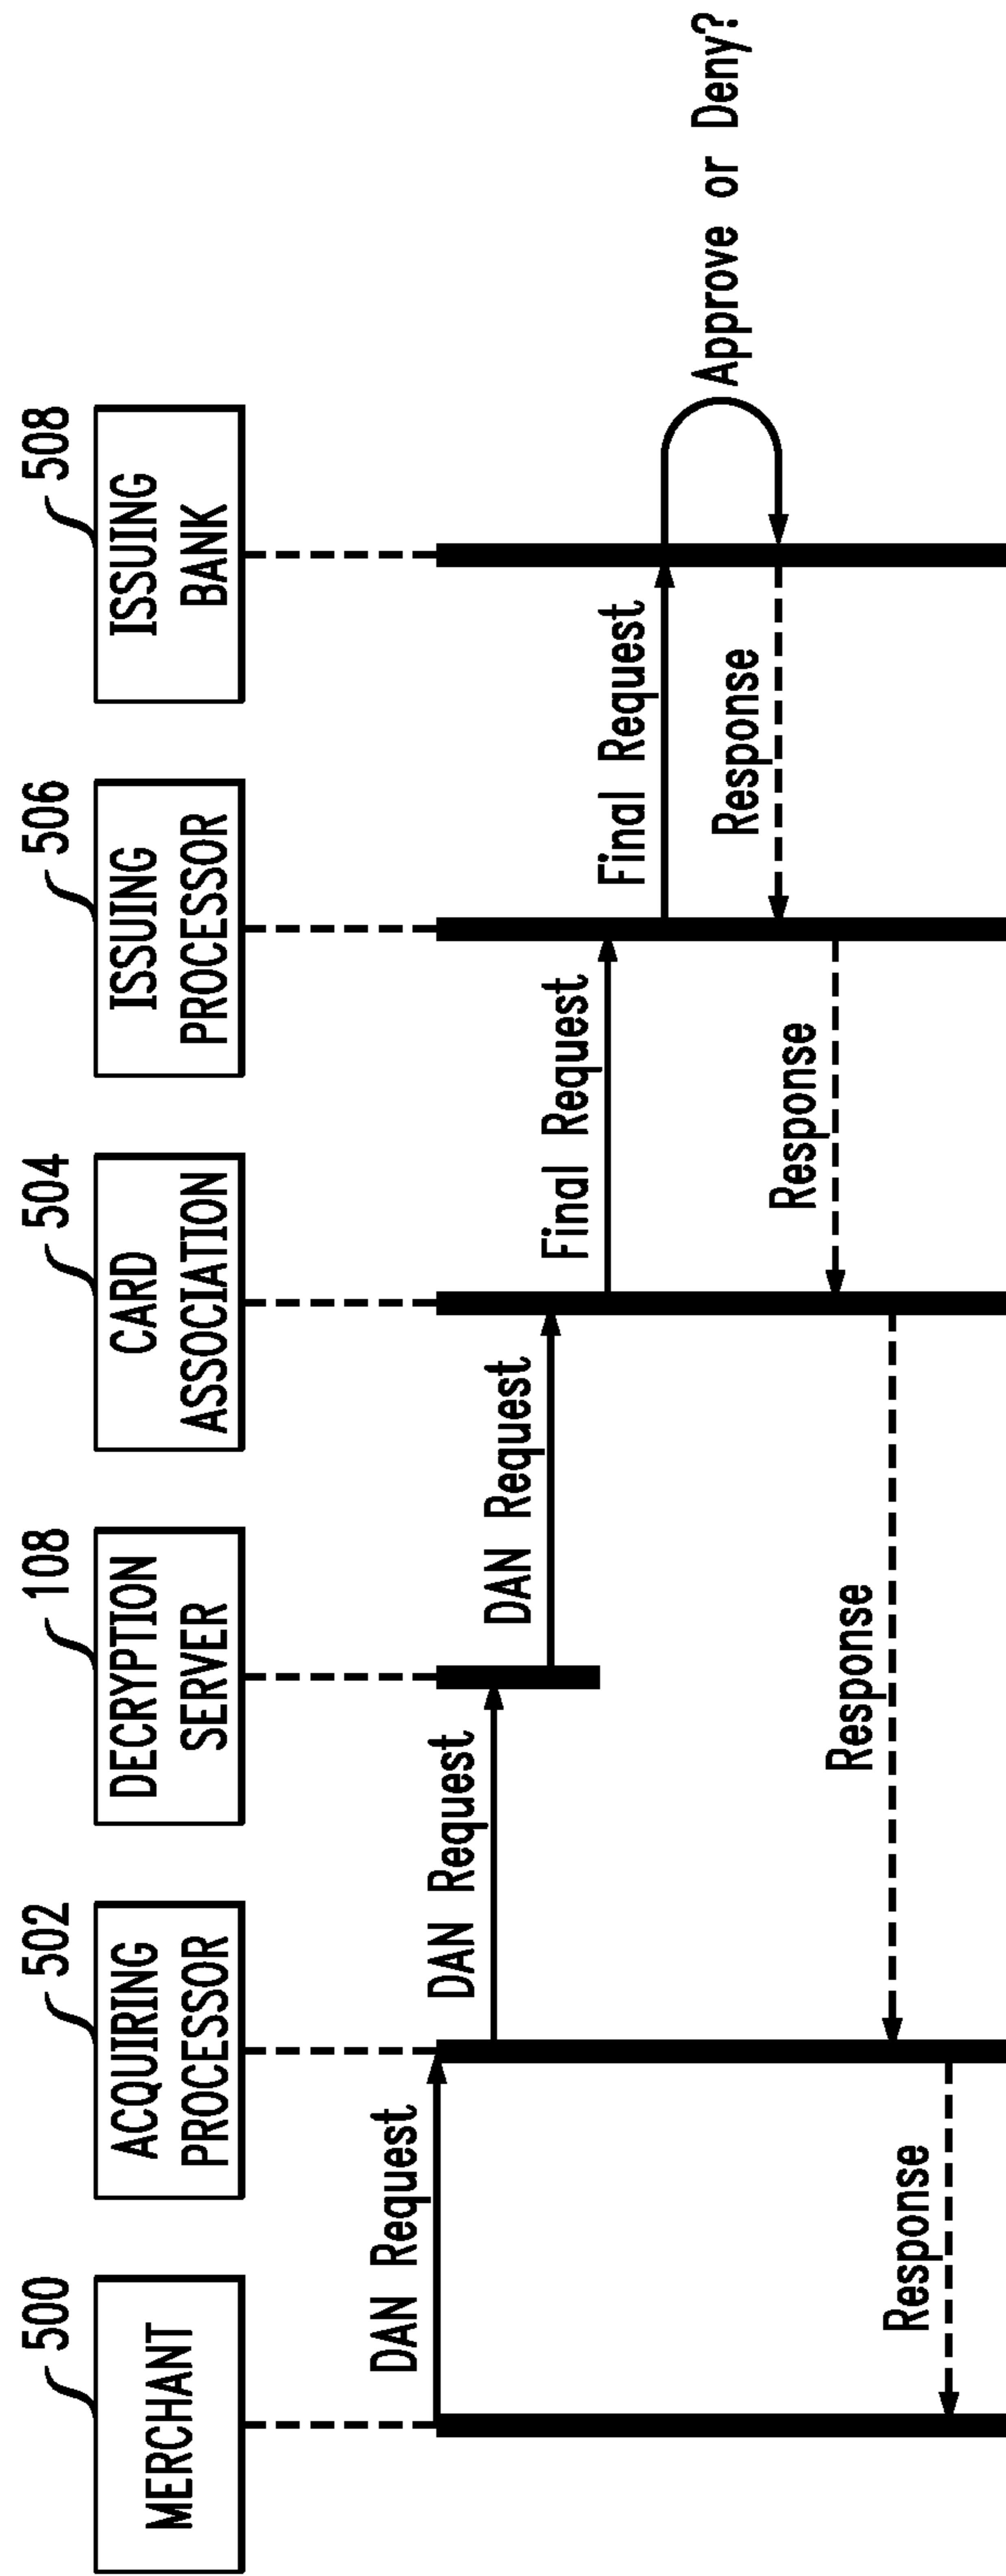 500
MERCHANT
502
ACQUIRING
PROCESSOR
108
DECRYPTION
SERVER
504
CARD
ASSOCIATION
506
ISSUING
PROCESSOR
508
ISSUING
BANK
DAN Request
DAN Request
DAN Request
Final Request
Final Request
Approve or Deny?
Response
Response
Response
Response